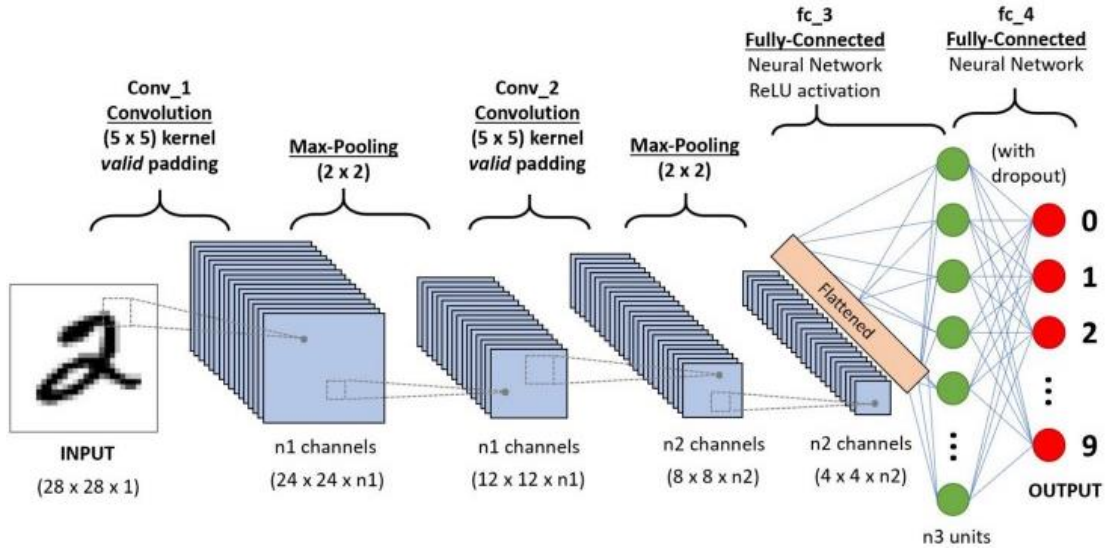 Conv_1
Convolution
(5 x 5) kernel
valid padding
Max-Pooling
(2 x 2)
Conv_2
Convolution
(5 x 5) kernel
valid padding
Max-Pooling
(2 x 2)
fc_3
Fully-Connected
Neural Network
ReLU activation
fc_4
Fully-Connected
Neural Network
(with
dropout)
Flattened
0
1
2
9
OUTPUT
2
INPUT
(28 x 28 x 1)
n1 channels
(24 x 24 x n1)
n1 channels
(12 x 12 x n1)
n2 channels
(8 x 8 x n2)
n2 channels
(4 x 4 x n2)
n3 units